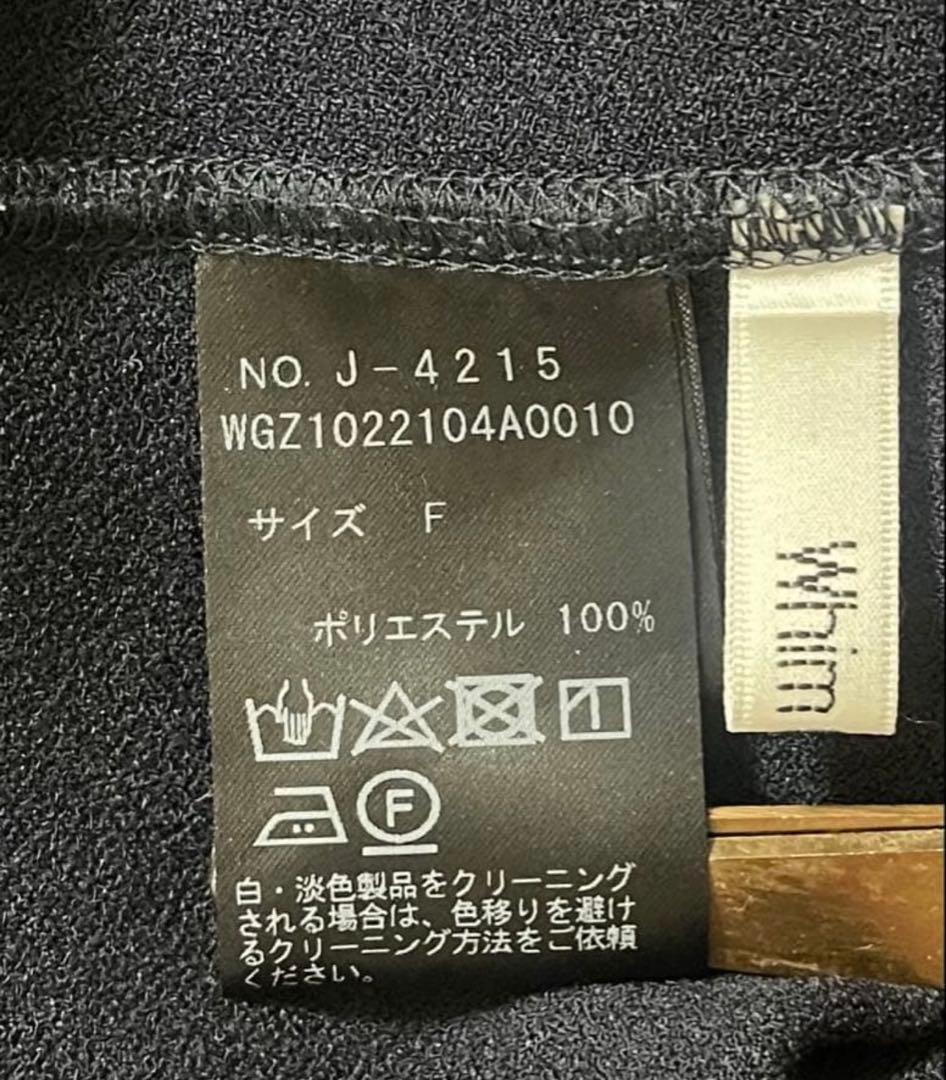 NO. J-4215
WGZ1022104A0010
サイズ F
ポリエステル 100%
F
白・淡色製品をクリーニング
される場合は、色移りを避け
るクリーニング方法をご依頼
ください。
Whim